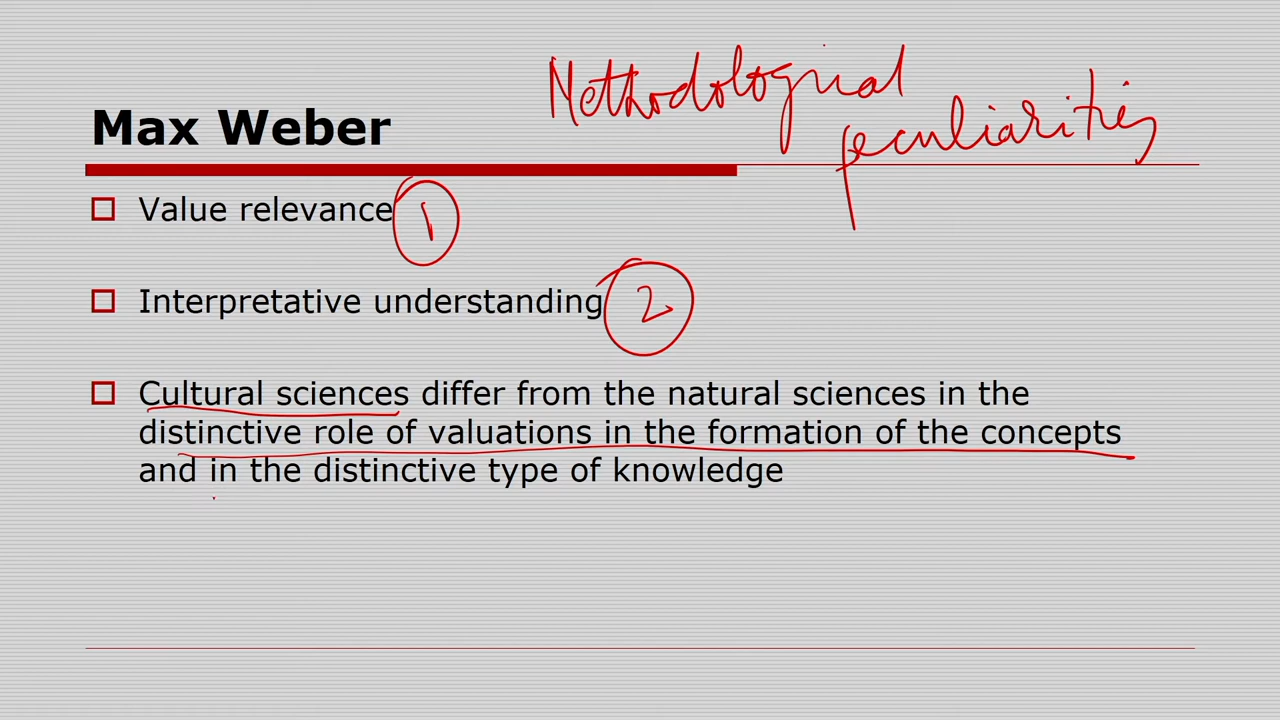 Methodological
peculiarities
Max Weber
Value relevance 1
Interpretative understanding 2
Cultural sciences differ from the natural sciences in the
distinctive role of valuations in the formation of the concepts
and in the distinctive type of knowledge